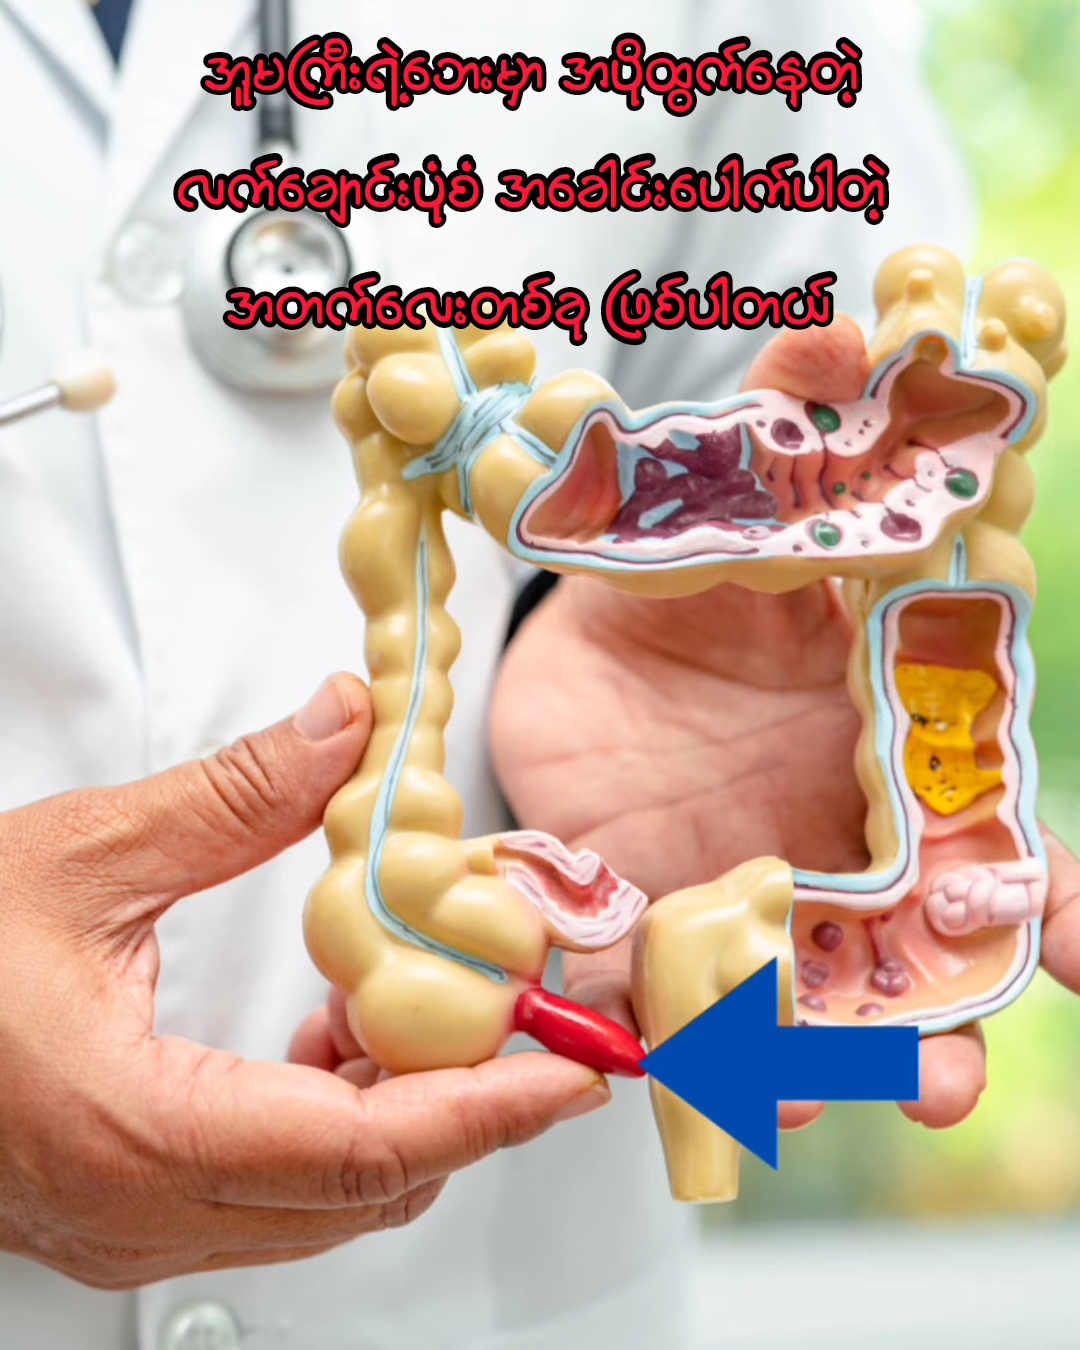 အူမကြီးရဲ့ဘေးမှာ အပိုထွက်နေတဲ့
လက်ချောင်းပုံစံ အခေါင်းပေါက်ပါတဲ့
အတက်လေးတစ်ခု ဖြစ်ပါတယ်